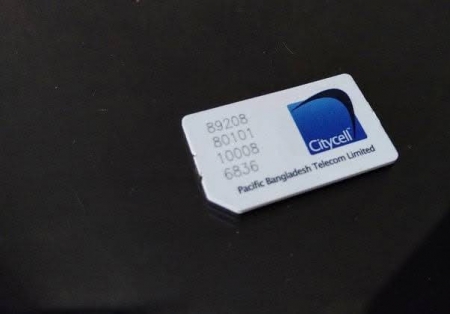 89208
80101
10008
6836
Citycell
Pacific Bangladesh Telecom Limited